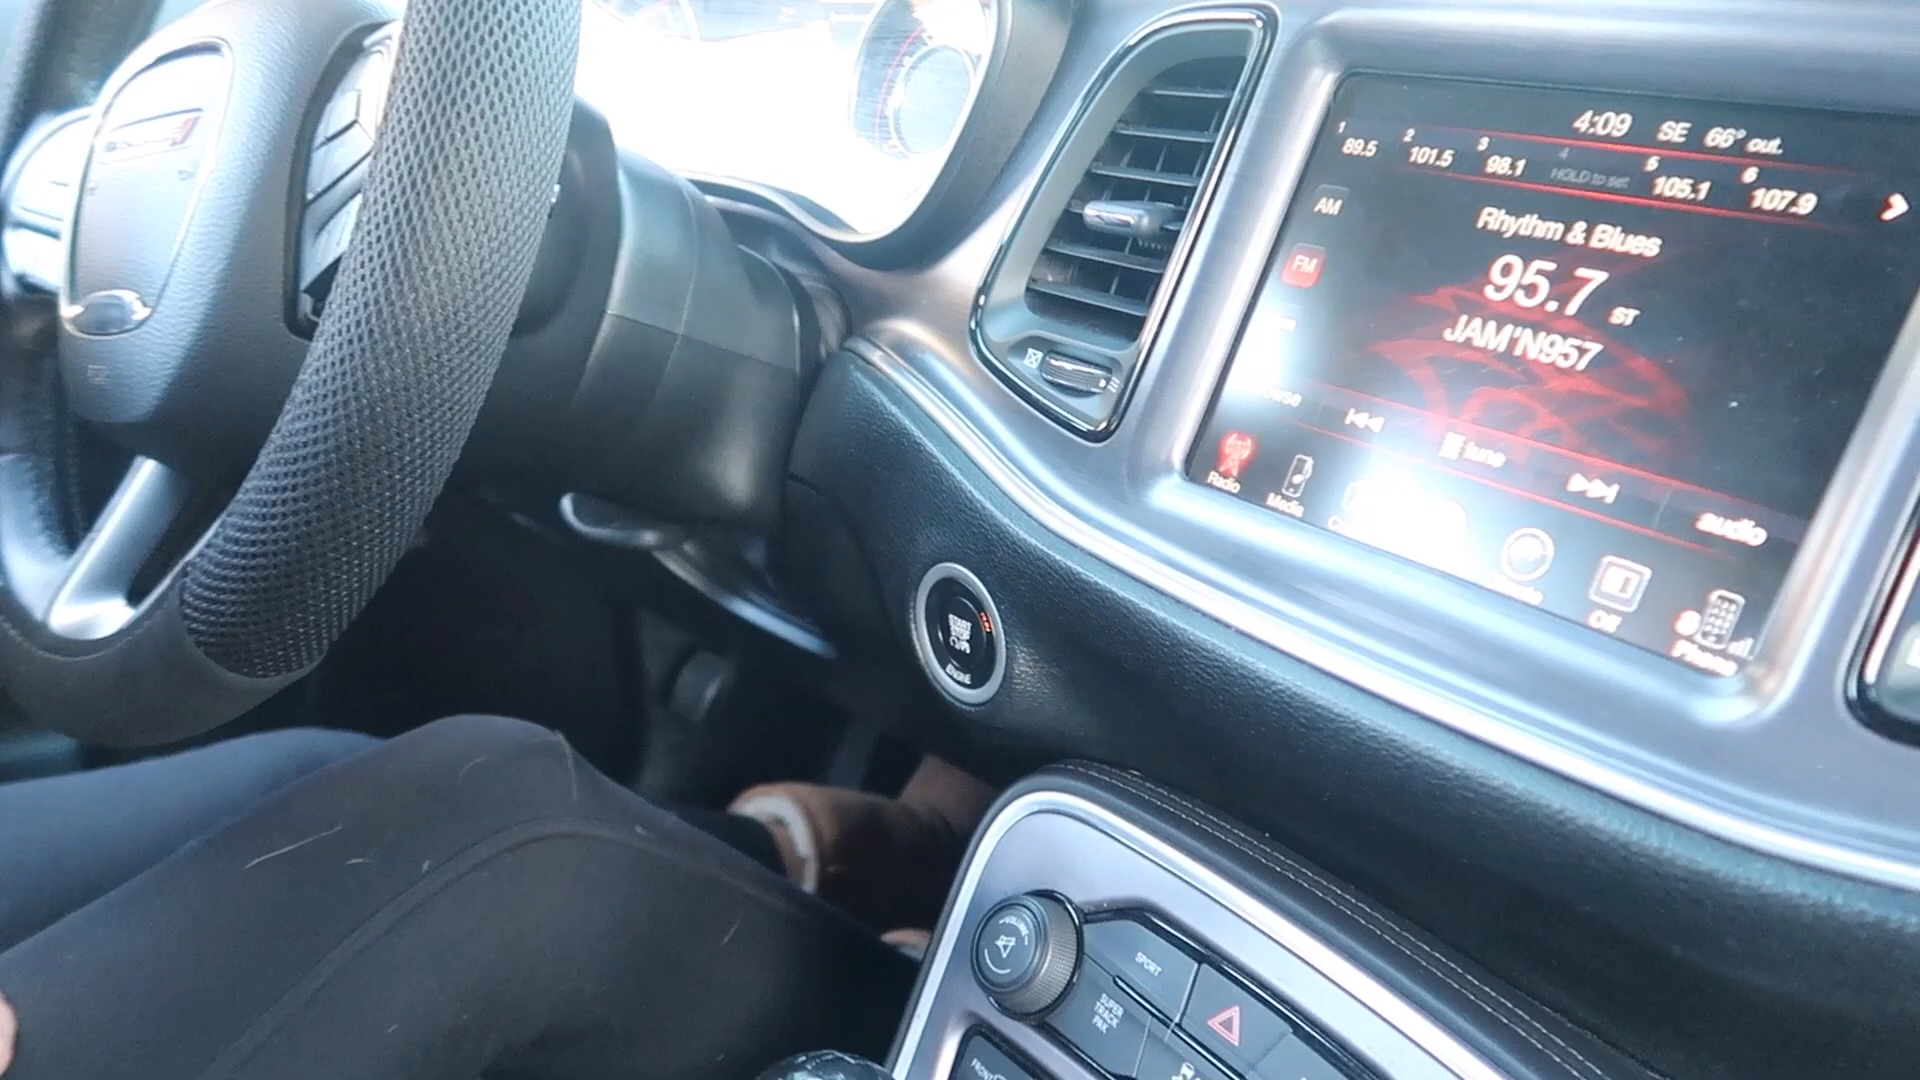 4:09 SE 66° out.
1 2 3 4 5 6
89.5 101.5 98.1 HOLD to set 105.1 107.9
AM
Rhythm & Blues
FM
95.7 ST
JAM'N957
tune
audio
Radio
Media
Off
Phone
START
STOP
ENGINE
VOLUME
SPORT
SUPER
TRACK
PAK
FRONT